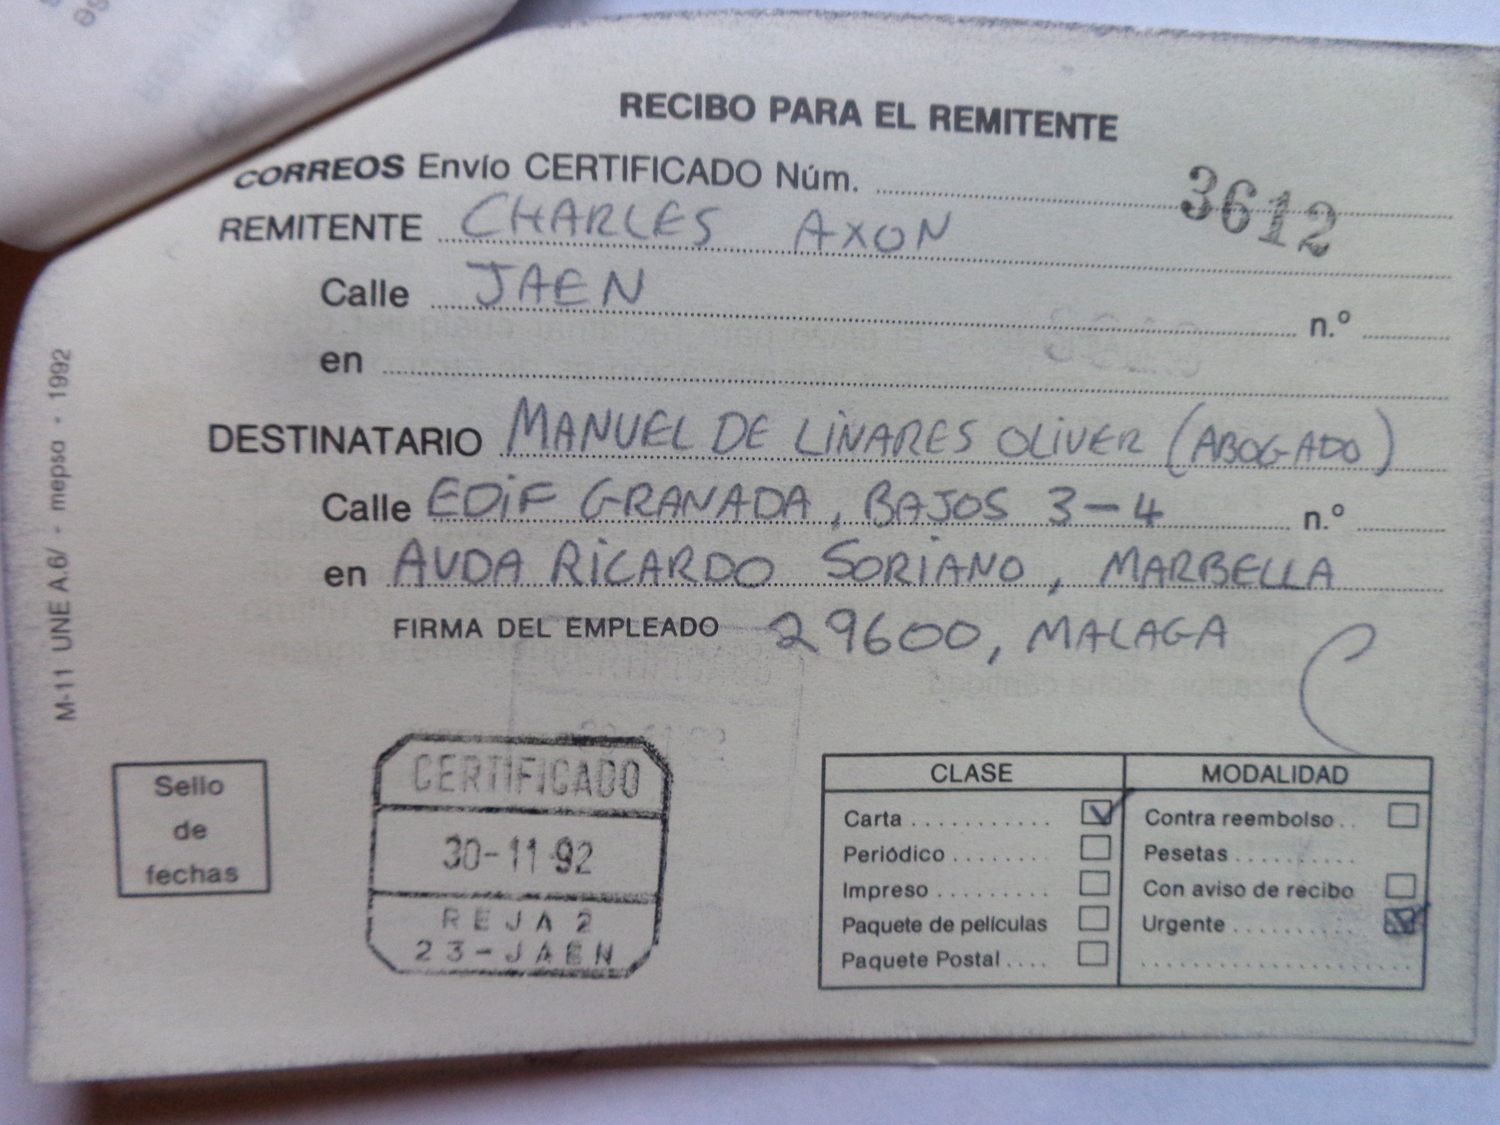 RECIBO PARA EL REMITENTE
CORREOS Envío CERTIFICADO Núm. 3612
REMITENTE CHARLES AXON
Calle JAEN n.º
en
DESTINATARIO MANUEL DE LINARES OLIVER (ABOGADO)
Calle EDIF GRANADA, BAJOS 3-4 n.º
en AVDA RICARDO SORIANO, MARBELLA
FIRMA DEL EMPLEADO 29600, MALAGA
M-11 UNE A 6/ - mepsa - 1992
Sello
de
fechas
CERTIFICADO
30-11-92
REJA 2
23-JAEN
CLASE MODALIDAD
Carta Contra reembolso
Periódico Pesetas
Impreso Con aviso de recibo
Paquete de películas Urgente
Paquete Postal